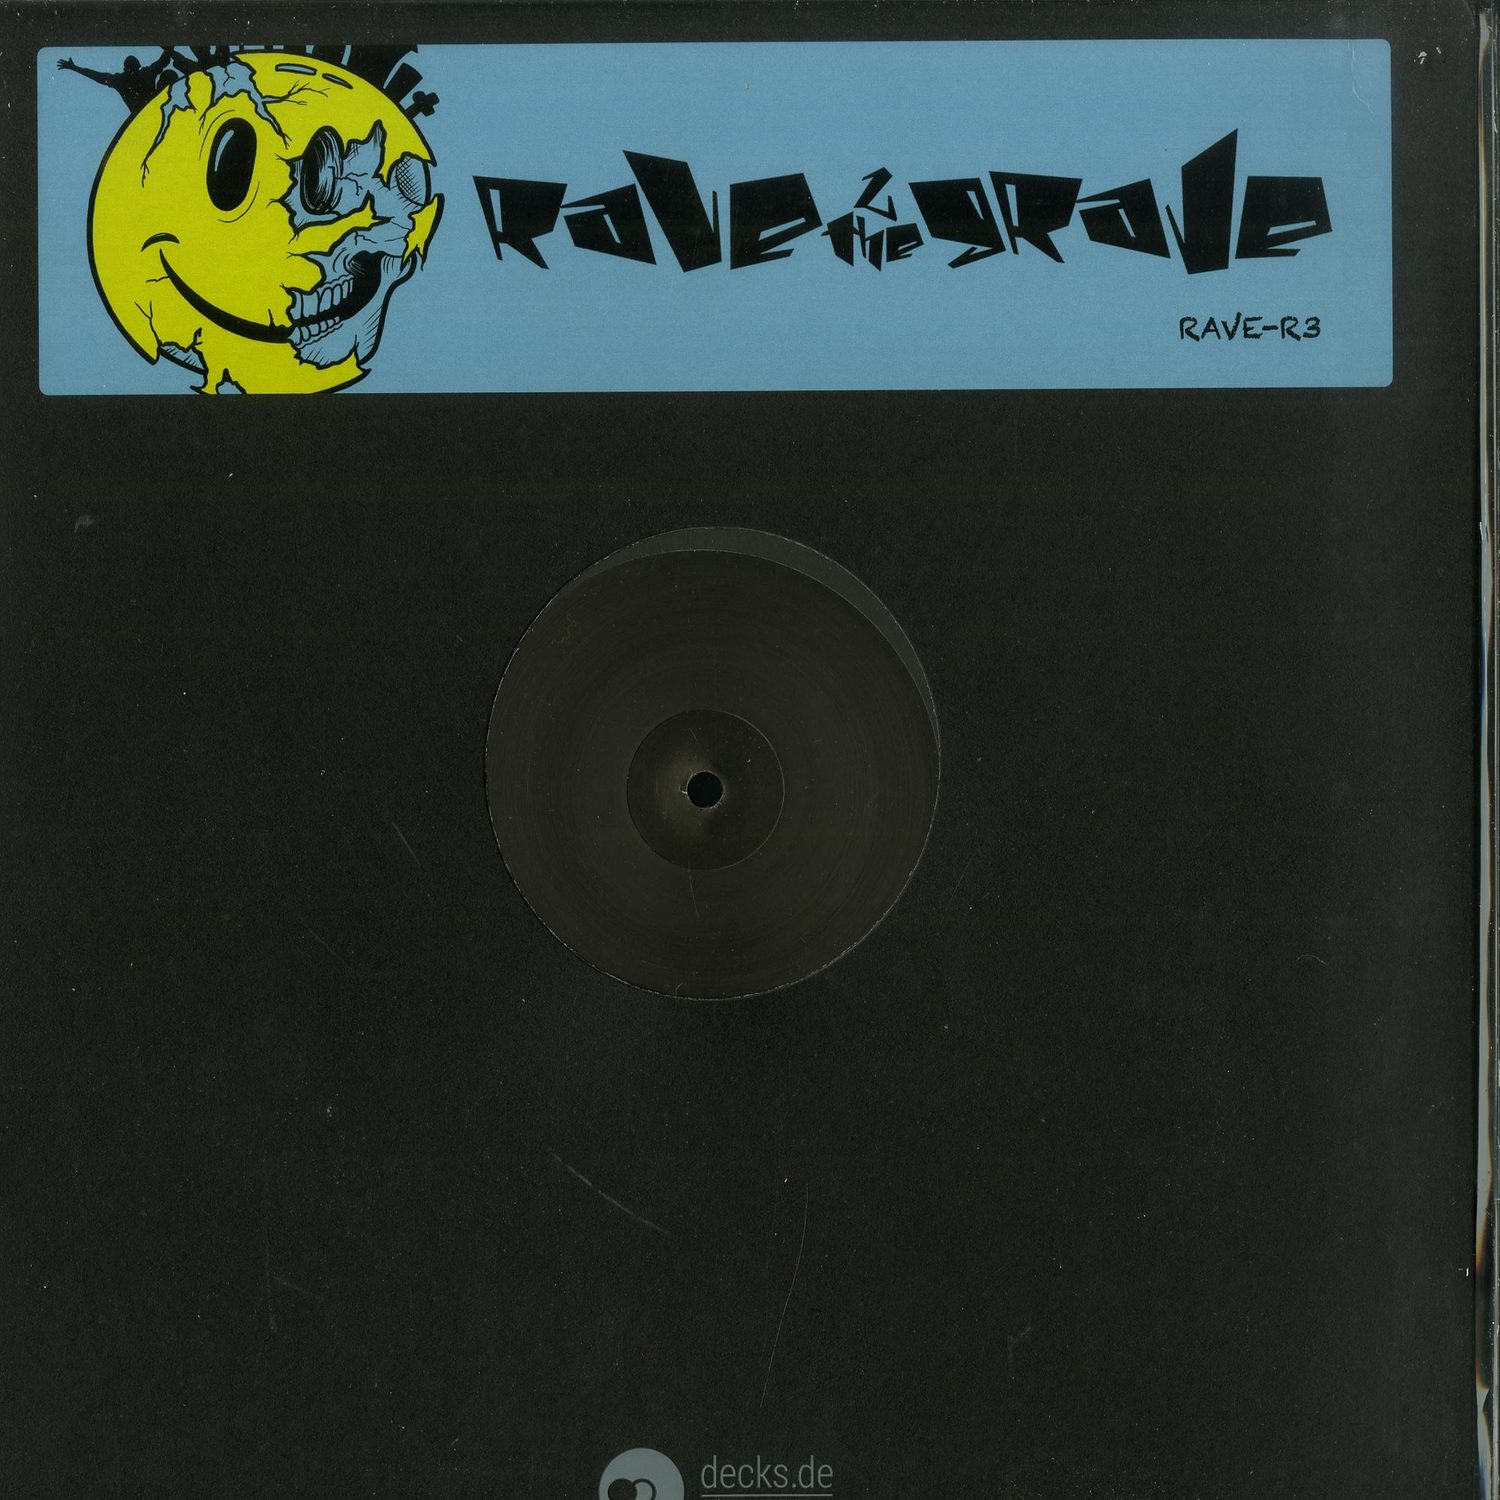 Rave 2 the grave
RAVE-R3
decks.de